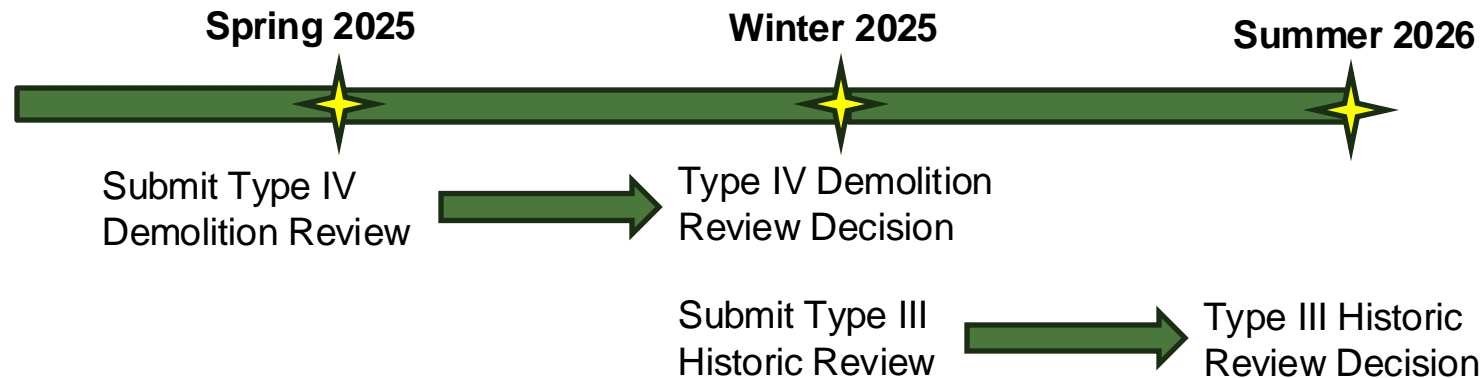 Spring 2025
Winter 2025
Summer 2026
Submit Type IV
Demolition Review
Type IV Demolition
Review Decision
Submit Type III
Historic Review
Type III Historic
Review Decision